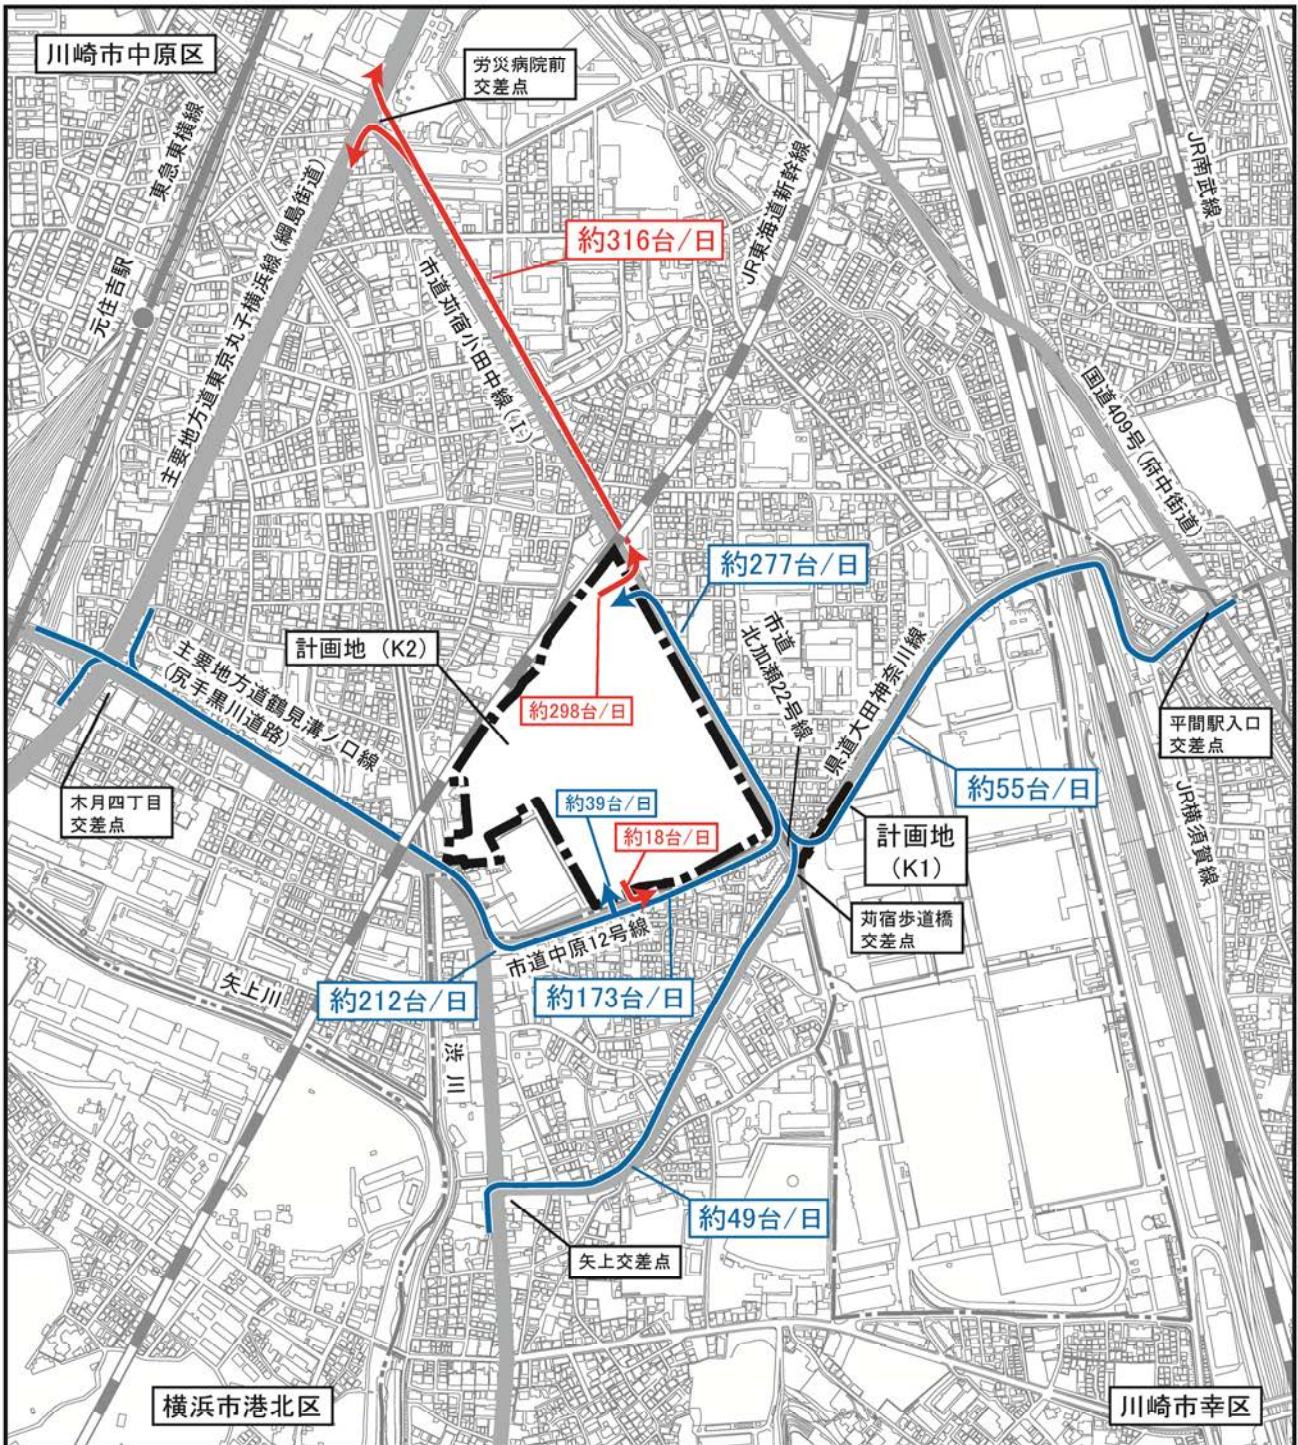 川崎市中原区
労災病院前
交差点
東急東横線
JR東海道新幹線
JR南武線
約316台/日
元住吉駅
主要地方道東京丸子横浜線(綱島街道)
市道苅宿小田中線(Ⅰ)
国道409号(府中街道)
約277台/日
計画地（K2）
主要地方道鶴見溝ノ口線
(尻手黒川道路)
市道
北加瀬22号線
県道大田神奈川線
約298台/日
平間駅入口
交差点
木月四丁目
交差点
約39台/日
約18台/日
約55台/日
計画地
(K1)
JR横須賀線
苅宿歩道橋
交差点
市道中原12号線
矢上川
約212台/日
約173台/日
渋川
約49台/日
矢上交差点
横浜市港北区
川崎市幸区